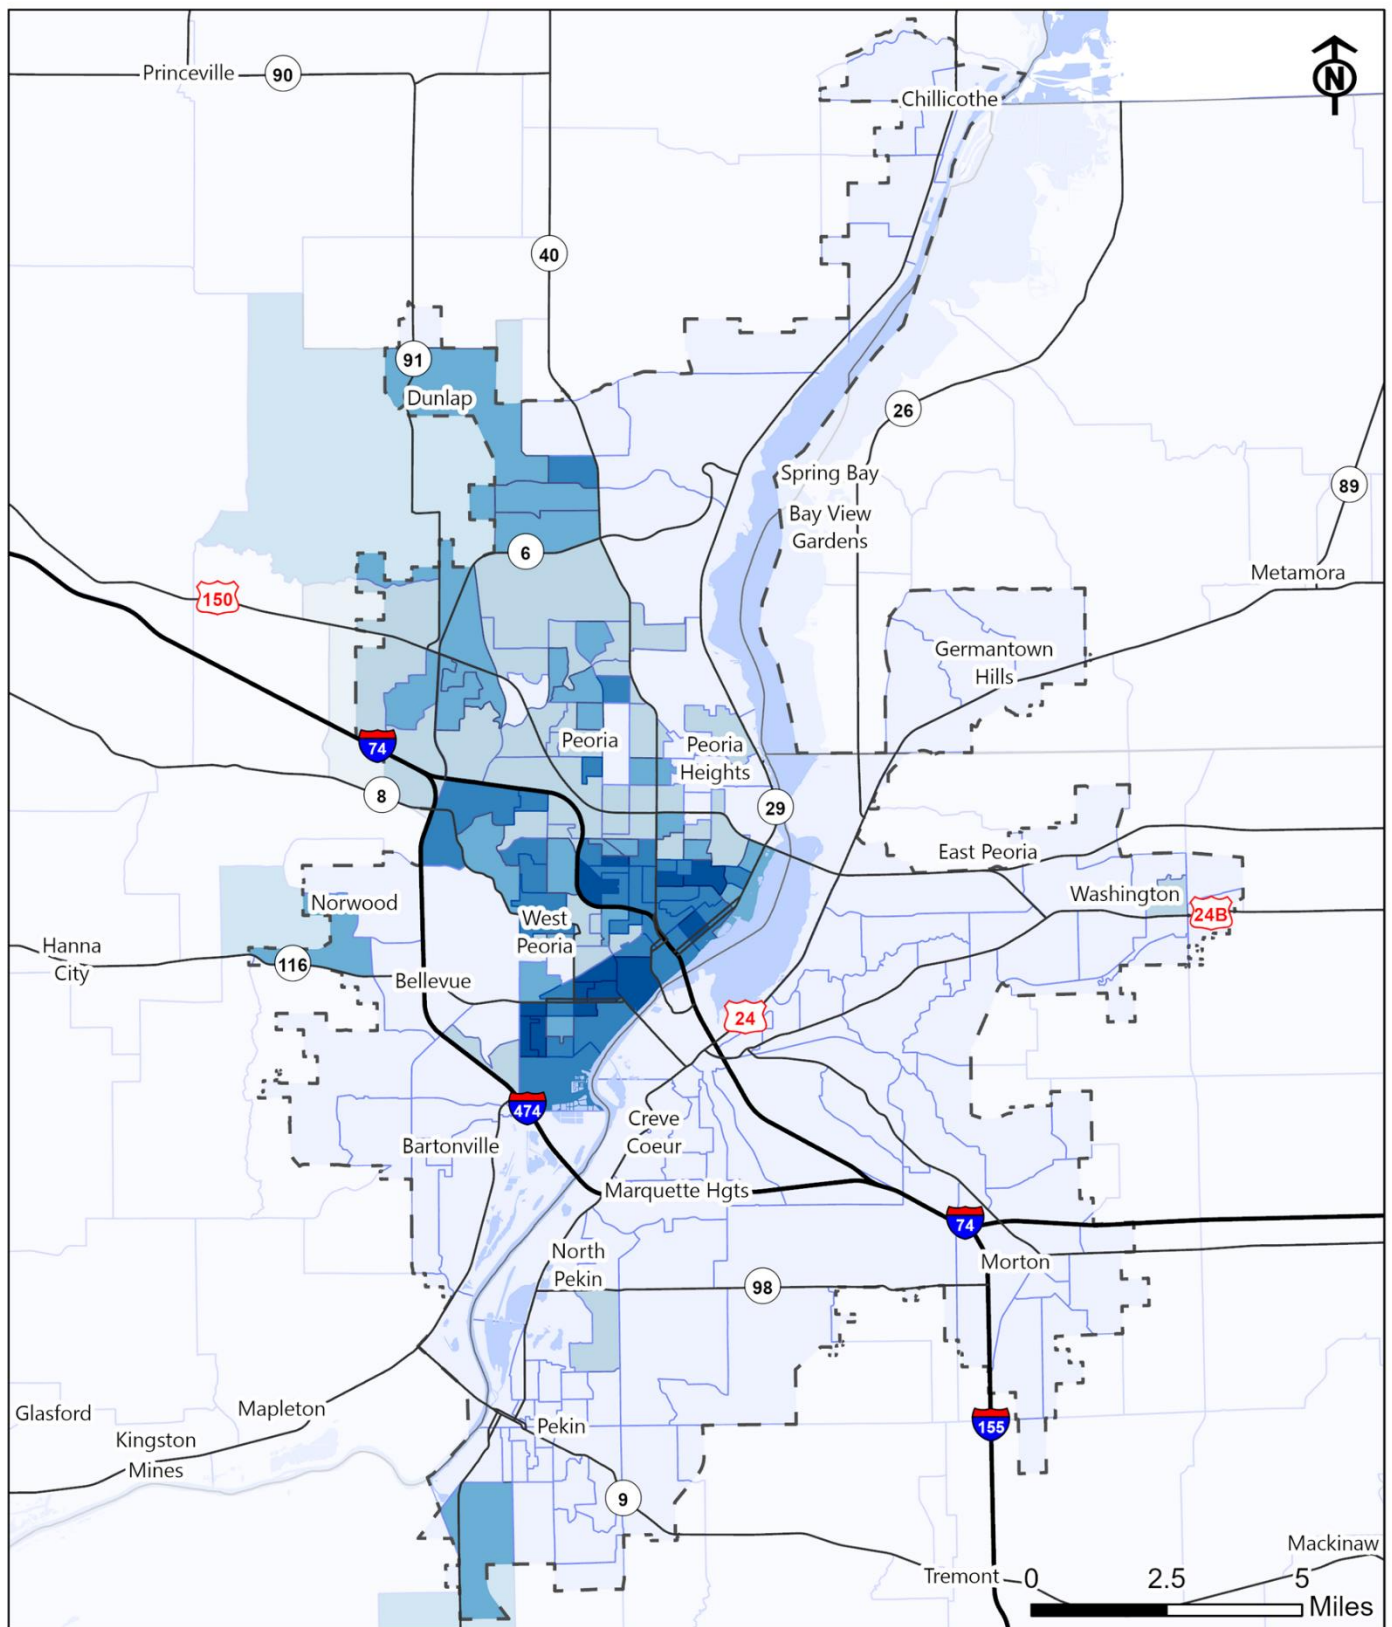 Princeville
90
N
Chillicothe
40
91
Dunlap
26
Spring Bay
89
Bay View
Gardens
6
Metamora
150
Germantown
Hills
74
Peoria
Peoria
Heights
8
29
East Peoria
Washington
Norwood
24B
West
Peoria
Hanna
City
116
Bellevue
24
474
Creve
Coeur
Bartonville
Marquette Hgts
74
North
Pekin
Morton
98
Glasford
Mapleton
155
Kingston
Mines
Pekin
9
Mackinaw
Tremont
0 2.5 5
Miles